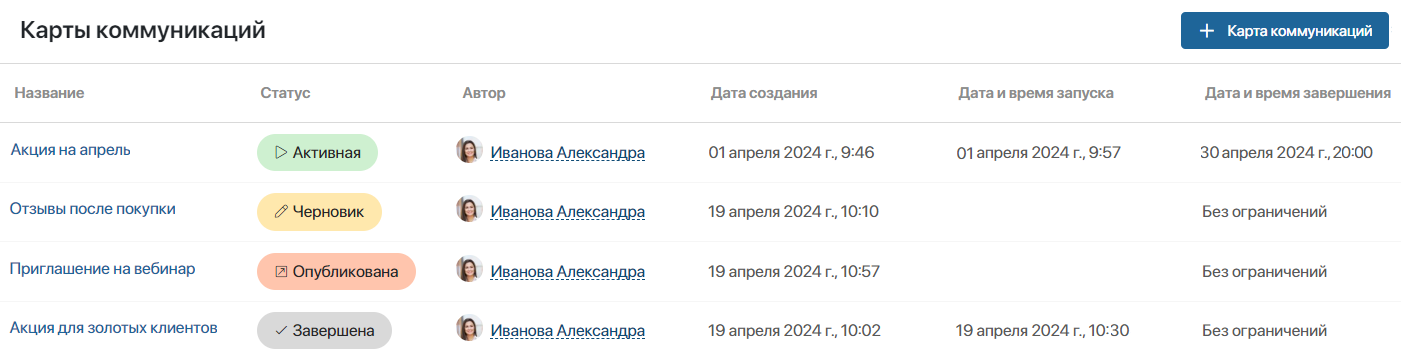 Карты коммуникаций
Карта коммуникаций
Название Статус Автор Дата создания Дата и время запуска Дата и время завершения
Акция на апрель Активная Иванова Александра 01 апреля 2024 г., 9:46 01 апреля 2024 г., 9:57 30 апреля 2024 г., 20:00
Отзывы после покупки Черновик Иванова Александра 19 апреля 2024 г., 10:10 Без ограничений
Приглашение на вебинар Опубликована Иванова Александра 19 апреля 2024 г., 10:57 Без ограничений
Акция для золотых клиентов Завершена Иванова Александра 19 апреля 2024 г., 10:02 19 апреля 2024 г., 10:30 Без ограничений